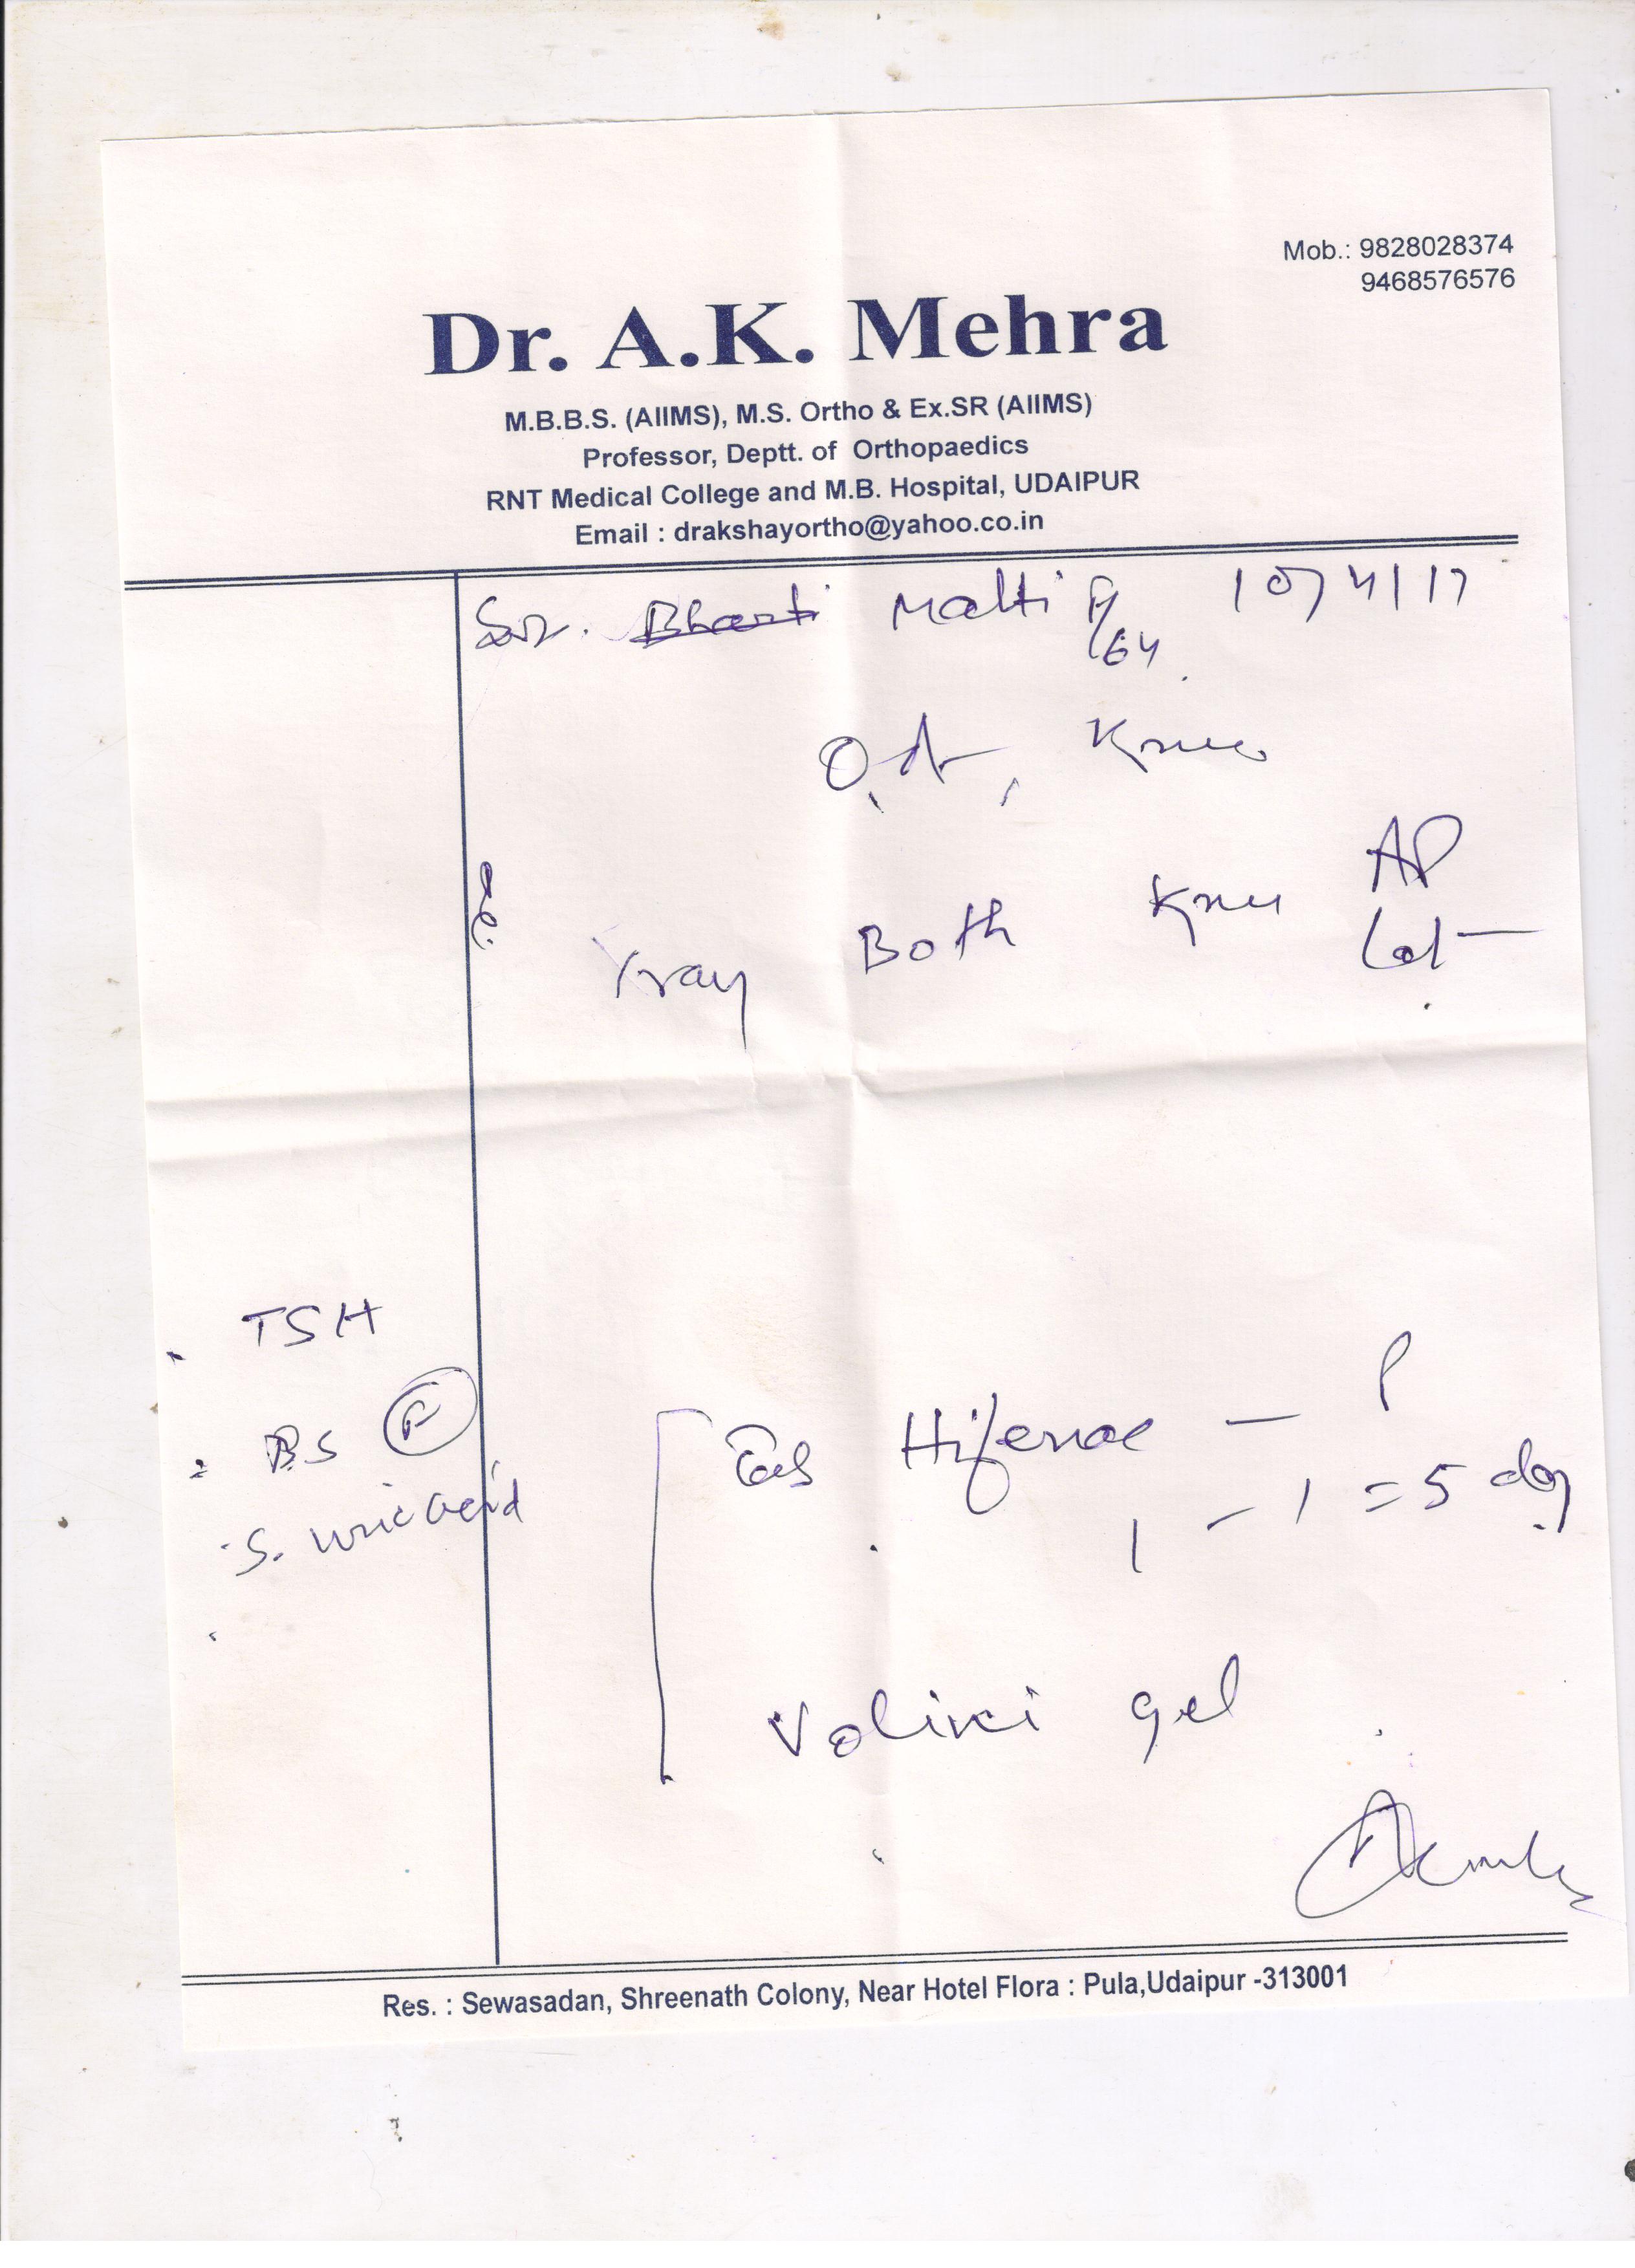 Mob.: 9828028374
9468576576
Dr. A.K. Mehra
M.B.B.S. (AIIMS), M.S. Ortho & Ex.SR (AIIMS)
Professor, Deptt. of Orthopaedics
RNT Medical College and M.B. Hospital, UDAIPUR
Email : drakshayortho@yahoo.co.in
Bharti Malti 10/4/17
64
Knee
AP
Xray Both Knee Lat
TSH
BS F
S. uric acid
Hifenac - P
1 - 1 = 5 day
Volini gel
Res. : Sewasadan, Shreenath Colony, Near Hotel Flora : Pula,Udaipur -313001